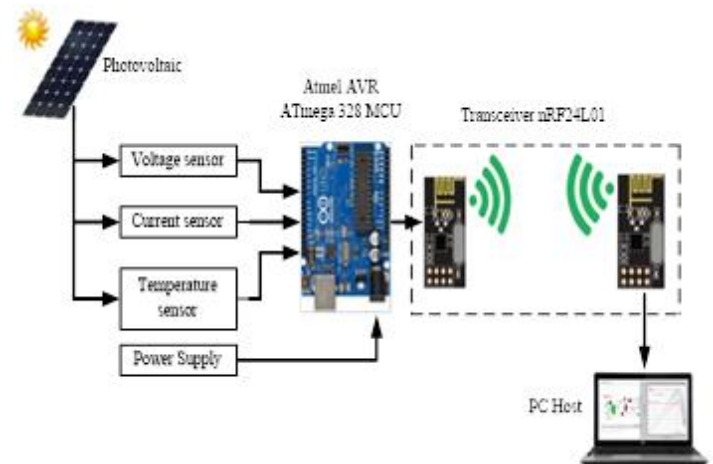 Photovoltaic
Atmel AVR
ATmega 328 MCU
Transceiver nRF24L01
Voltage sensor
Current sensor
Temperature
sensor
Power Supply
PC Host